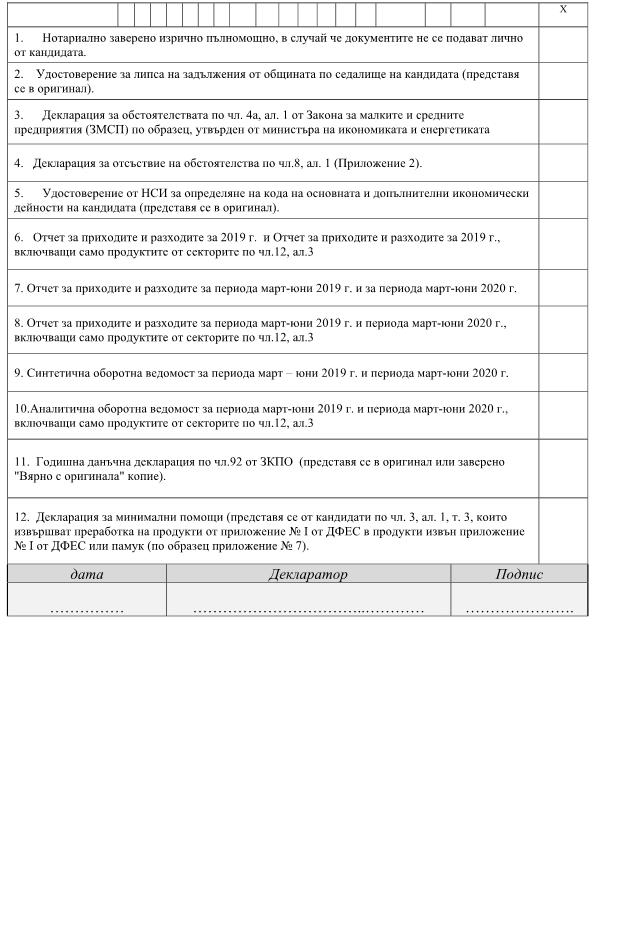 X
1. Нотариално заверено изрично пълномощно, в случай че документите не се подават лично
от кандидата.
2. Удостоверение за липса на задължения от общината по седалище на кандидата (представя
се в оригинал).
3. Декларация за обстоятелствата по чл. 4а, ал. 1 от Закона за малките и средните
предприятия (ЗМСП) по образец, утвърден от министъра на икономиката и енергетиката
4. Декларация за отсъствие на обстоятелства по чл.8, ал. 1 (Приложение 2).
5. Удостоверение от НСИ за определяне на кода на основната и допълнителни икономически
дейности на кандидата (представя се в оригинал).
6. Отчет за приходите и разходите за 2019 г. и Отчет за приходите и разходите за 2019 г.,
включващи само продуктите от секторите по чл.12, ал.3
7. Отчет за приходите и разходите за периода март-юни 2019 г. и за периода март-юни 2020 г.
8. Отчет за приходите и разходите за периода март-юни 2019 г. и периода март-юни 2020 г.,
включващи само продуктите от секторите по чл.12, ал.3
9. Синтетична оборотна ведомост за периода март – юни 2019 г. и периода март-юни 2020 г.
10.Аналитична оборотна ведомост за периода март-юни 2019 г. и периода март-юни 2020 г.,
включващи само продуктите от секторите по чл.12, ал.3
11. Годишна данъчна декларация по чл.92 от ЗКПО (представя се в оригинал или заверено
"Вярно с оригинала" копие).
12. Декларация за минимални помощи (представя се от кандидати по чл. 3, ал. 1, т. 3, които
извършват преработка на продукти от приложение № I от ДФЕС в продукти извън приложение
№ I от ДФЕС или памук (по образец приложение № 7).
дата Декларатор Подпис
…………… ……………………………..………… ………………….